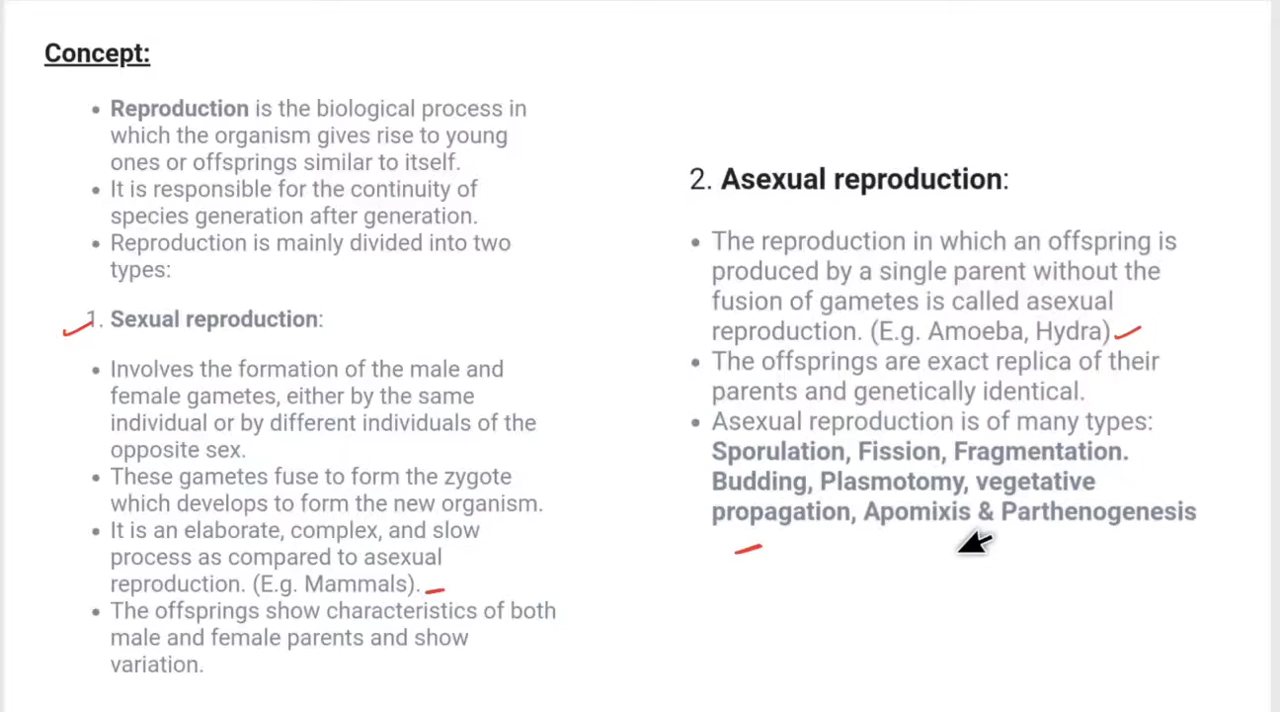 Concept:
• Reproduction is the biological process in
which the organism gives rise to young
ones or offsprings similar to itself.
• It is responsible for the continuity of
species generation after generation.
• Reproduction is mainly divided into two
types:
1. Sexual reproduction:
• Involves the formation of the male and
female gametes, either by the same
individual or by different individuals of the
opposite sex.
• These gametes fuse to form the zygote
which develops to form the new organism.
• It is an elaborate, complex, and slow
process as compared to asexual
reproduction. (E.g. Mammals).
• The offsprings show characteristics of both
male and female parents and show
variation.
2. Asexual reproduction:
• The reproduction in which an offspring is
produced by a single parent without the
fusion of gametes is called asexual
reproduction. (E.g. Amoeba, Hydra)
• The offsprings are exact replica of their
parents and genetically identical.
• Asexual reproduction is of many types:
Sporulation, Fission, Fragmentation.
Budding, Plasmotomy, vegetative
propagation, Apomixis & Parthenogenesis